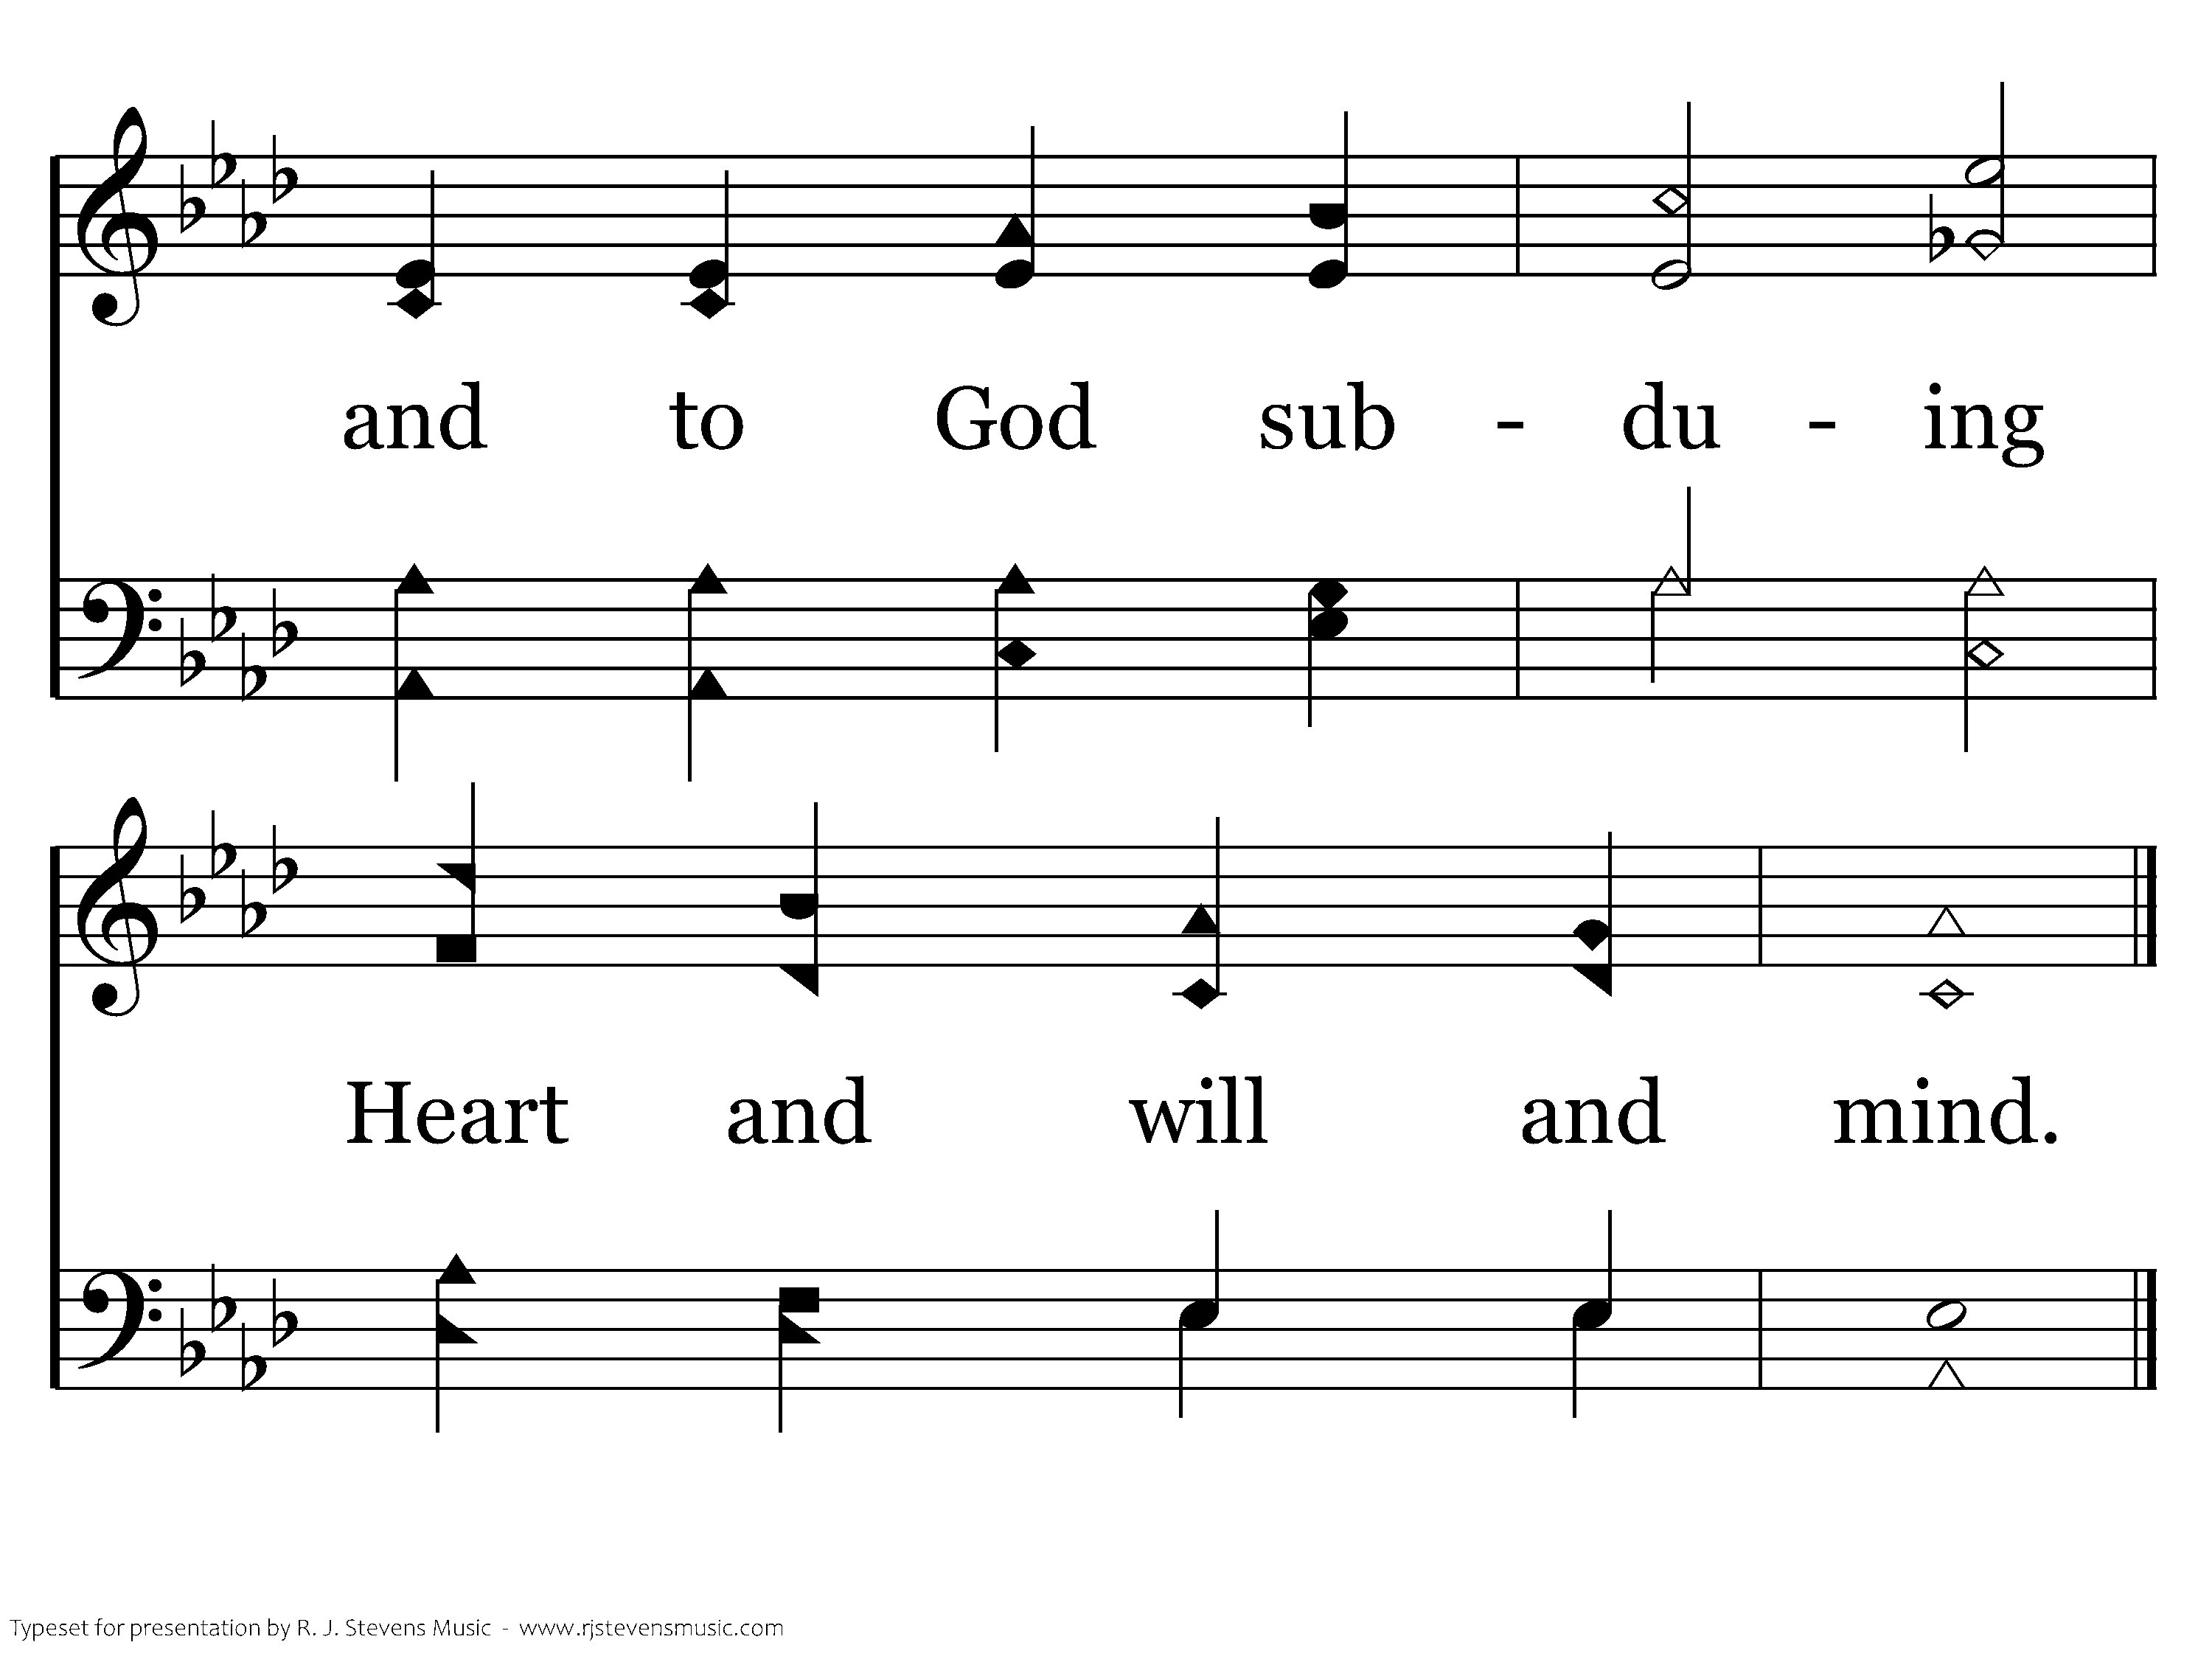 and to God sub - du - ing
Heart and will and mind.
Typeset for presentation by R. J. Stevens Music - www.rjstevensmusic.com